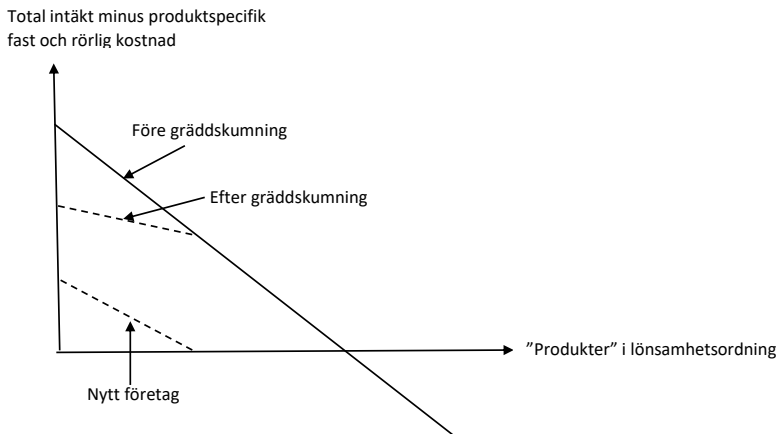 Total intäkt minus produktspecifik
fast och rörlig kostnad
Före gräddskumning
Efter gräddskumning
”Produkter” i lönsamhetsordning
Nytt företag